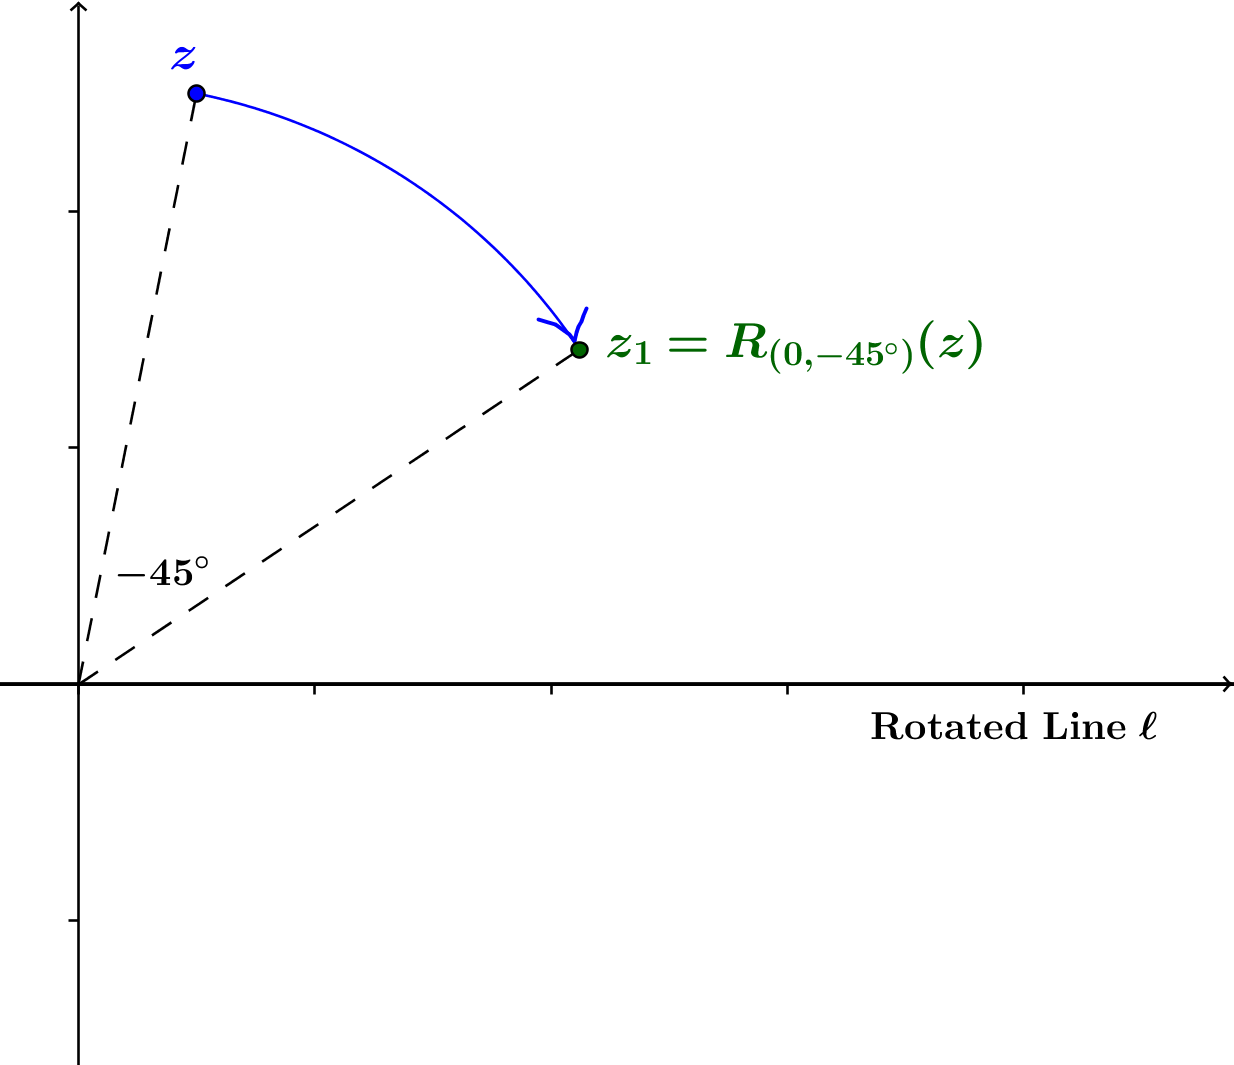 z
z₁ = R₍₀,₋₄₅°₎(z)
−45°
Rotated Line ℓ